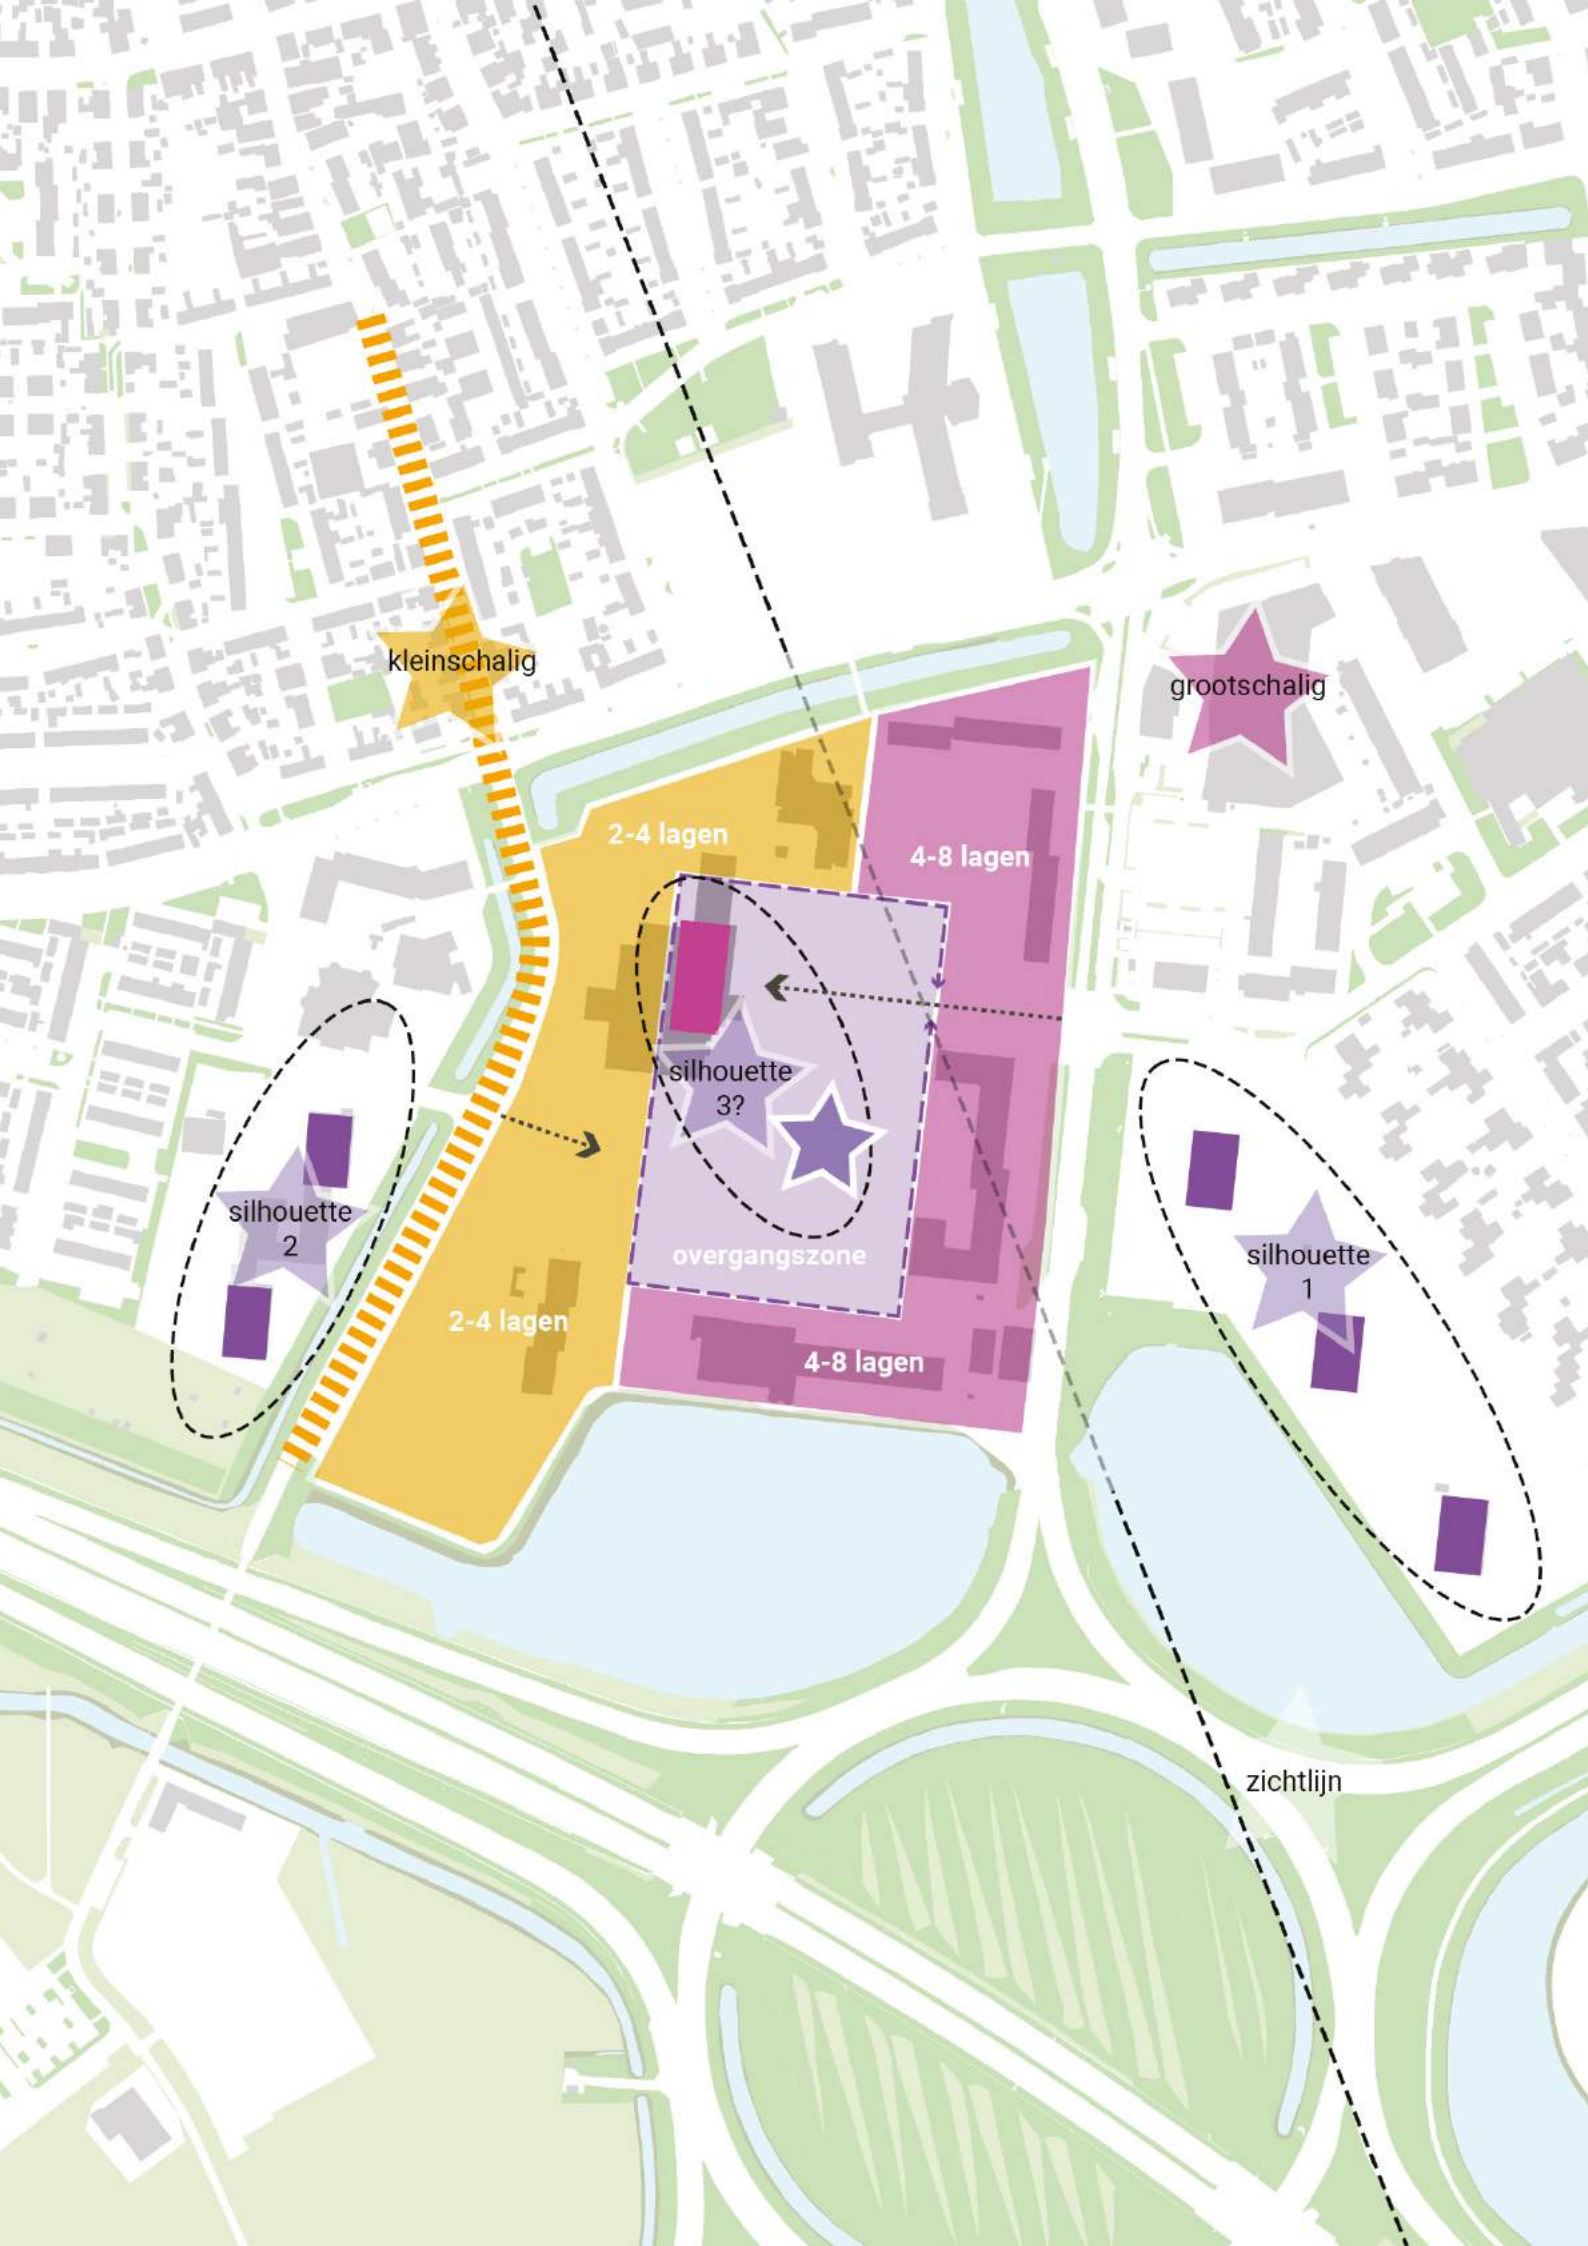 kleinschalig
grootschalig
2-4 lagen
4-8 lagen
silhouette
3?
silhouette
2
silhouette
1
overgangszone
2-4 lagen
4-8 lagen
zichtlijn